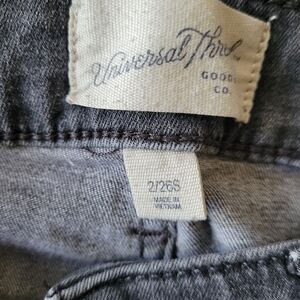 Universal Thread
GOODS
CO.
2/26S
MADE IN
VIETNAM